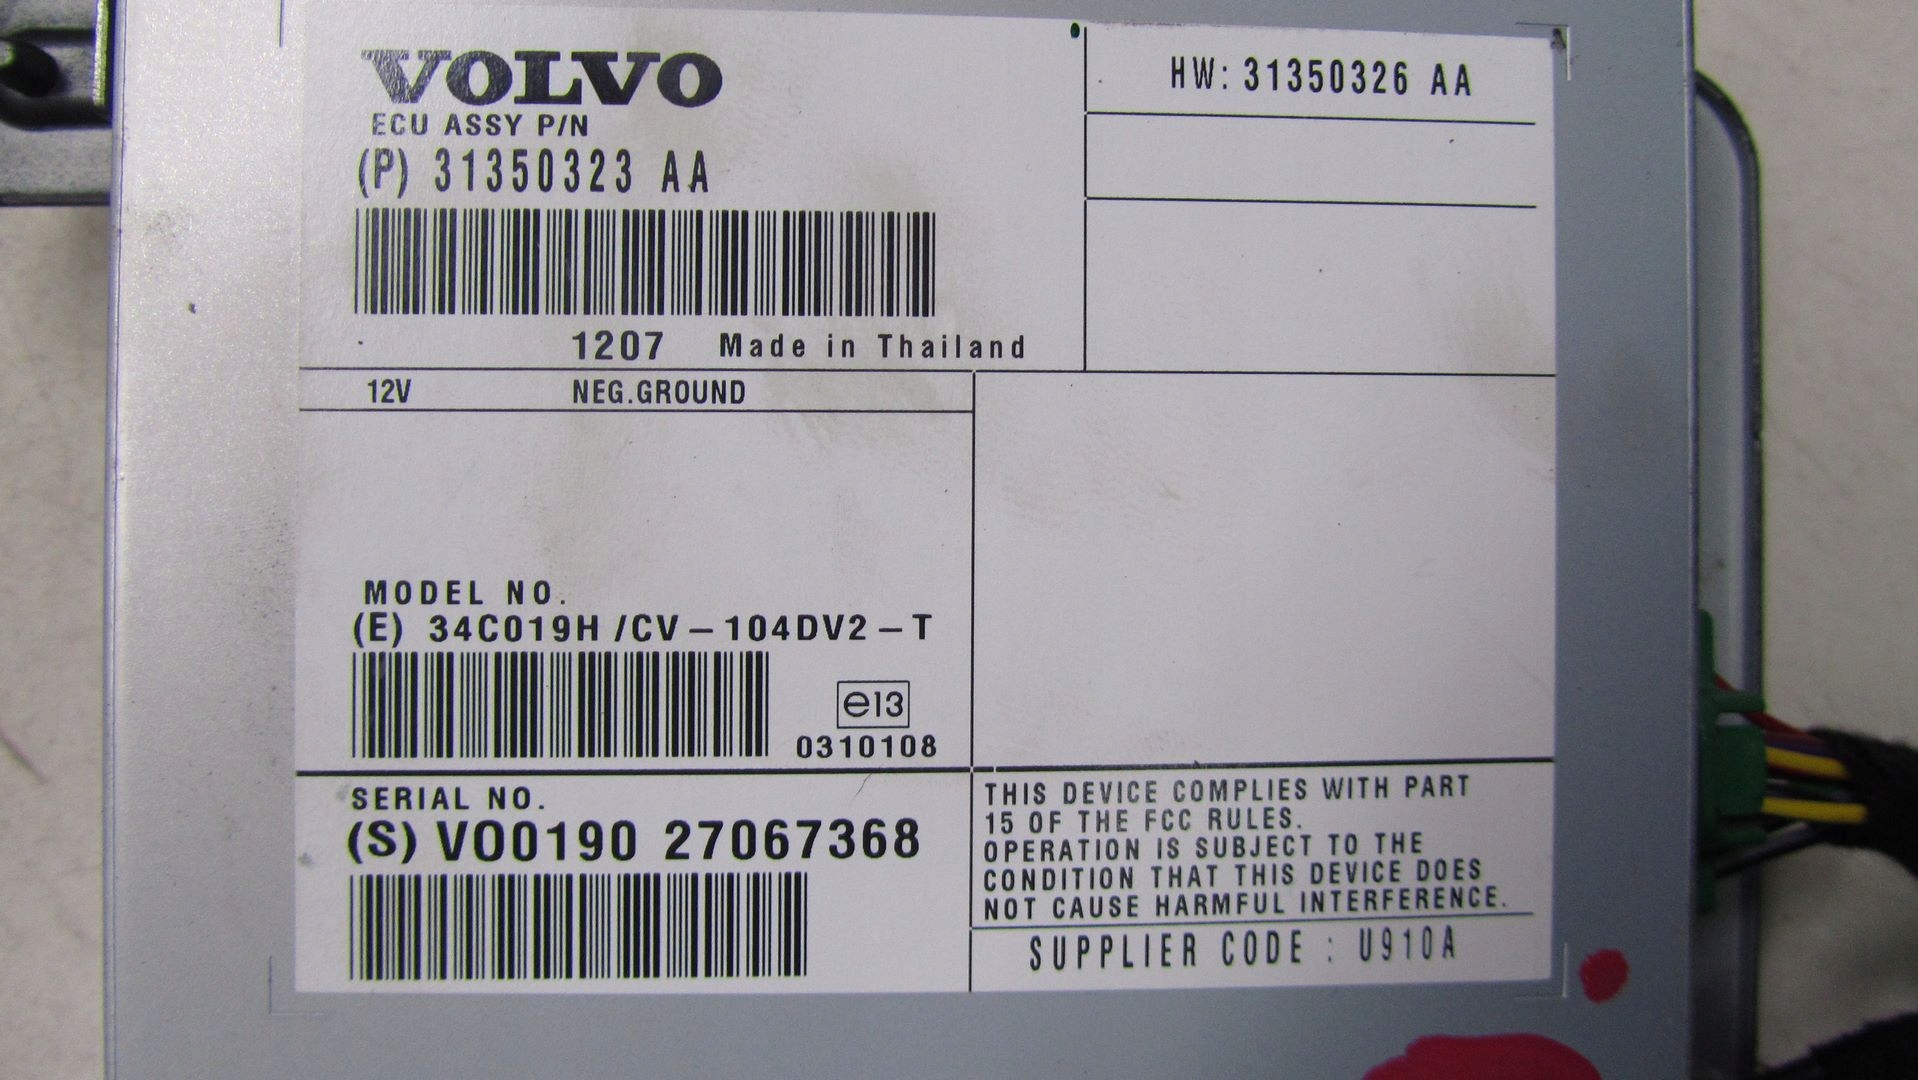 VOLVO
ECU ASSY P/N
(P) 31350323 AA
1207 Made in Thailand
HW: 31350326 AA
12V NEG.GROUND
MODEL NO.
(E) 34C019H /CV-104DV2-T
e13
0310108
SERIAL NO.
(S) VO0190 27067368
THIS DEVICE COMPLIES WITH PART
15 OF THE FCC RULES.
OPERATION IS SUBJECT TO THE
CONDITION THAT THIS DEVICE DOES
NOT CAUSE HARMFUL INTERFERENCE.
SUPPLIER CODE : U910A